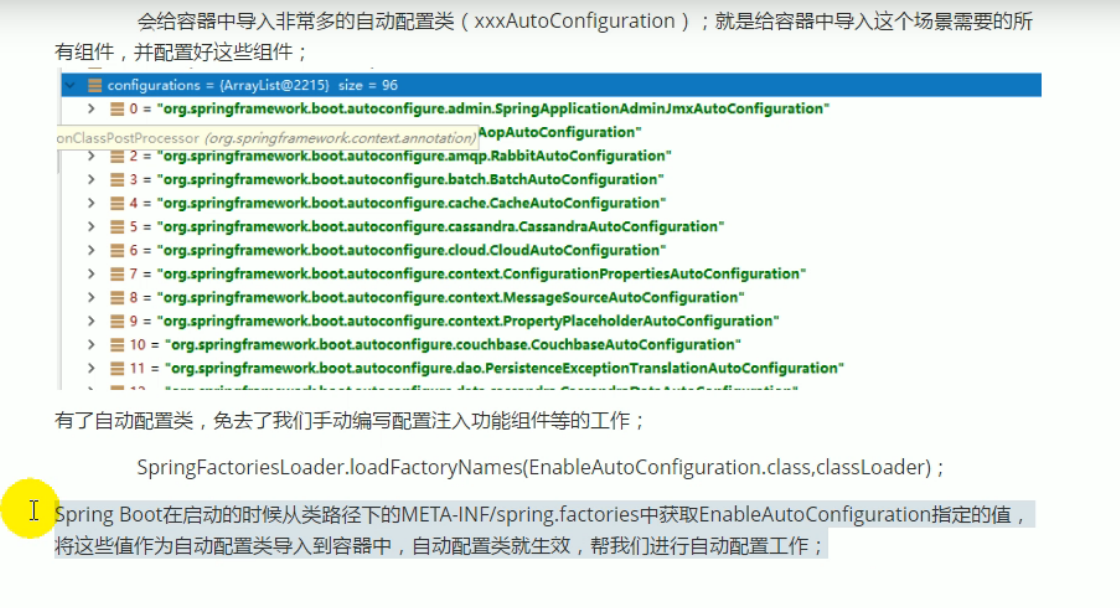 会给容器中导入非常多的自动配置类（xxxAutoConfiguration）；就是给容器中导入这个场景需要的所
有组件，并配置好这些组件；
configurations = {ArrayList@2215} size = 96
0 = "org.springframework.boot.autoconfigure.admin.SpringApplicationAdminJmxAutoConfiguration"
onClassPostProcessor (org.springframework.context.annotation) AopAutoConfiguration"
2 = "org.springframework.boot.autoconfigure.amqp.RabbitAutoConfiguration"
3 = "org.springframework.boot.autoconfigure.batch.BatchAutoConfiguration"
4 = "org.springframework.boot.autoconfigure.cache.CacheAutoConfiguration"
5 = "org.springframework.boot.autoconfigure.cassandra.CassandraAutoConfiguration"
6 = "org.springframework.boot.autoconfigure.cloud.CloudAutoConfiguration"
7 = "org.springframework.boot.autoconfigure.context.ConfigurationPropertiesAutoConfiguration"
8 = "org.springframework.boot.autoconfigure.context.MessageSourceAutoConfiguration"
9 = "org.springframework.boot.autoconfigure.context.PropertyPlaceholderAutoConfiguration"
10 = "org.springframework.boot.autoconfigure.couchbase.CouchbaseAutoConfiguration"
11 = "org.springframework.boot.autoconfigure.dao.PersistenceExceptionTranslationAutoConfiguration"
有了自动配置类，免去了我们手动编写配置注入功能组件等的工作；
SpringFactoriesLoader.loadFactoryNames(EnableAutoConfiguration.class,classLoader)；
Spring Boot在启动的时候从类路径下的META-INF/spring.factories中获取EnableAutoConfiguration指定的值，
将这些值作为自动配置类导入到容器中，自动配置类就生效，帮我们进行自动配置工作；